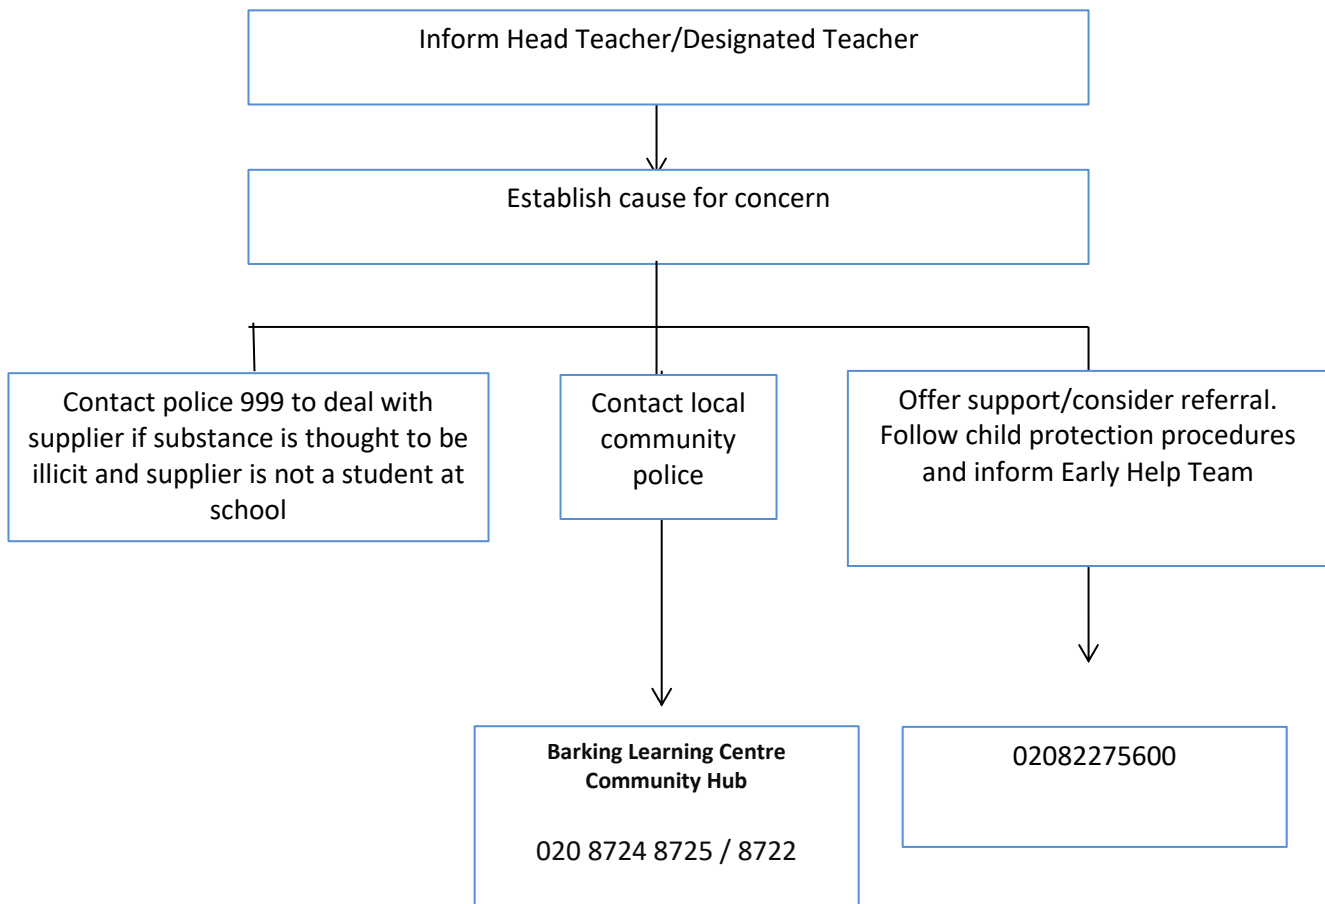 Inform Head Teacher/Designated Teacher
Establish cause for concern
Contact police 999 to deal with
supplier if substance is thought to be
illicit and supplier is not a student at
school
Contact local
community
police
Offer support/consider referral.
Follow child protection procedures
and inform Early Help Team
Barking Learning Centre
Community Hub
020 8724 8725 / 8722
02082275600